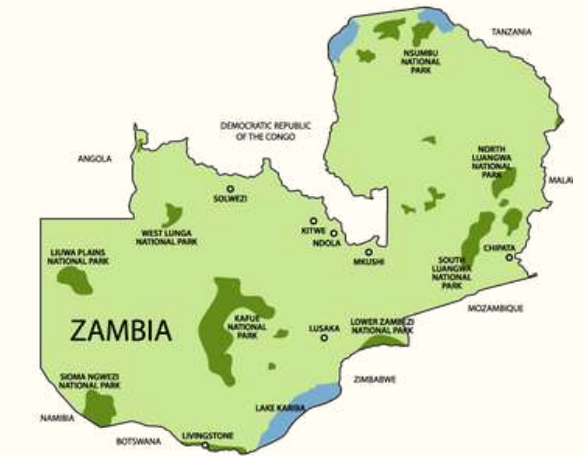 TANZANIA
NSUMBU
NATIONAL
PARK
DEMOCRATIC REPUBLIC
OF THE CONGO
ANGOLA
NORTH
LUANGWA
NATIONAL
PARK
MALA
SOLWEZI
WEST LUNGA
NATIONAL PARK
KITWE
NDOLA
MKUSHI
CHIPATA
LIUWA PLAINS
NATIONAL PARK
SOUTH
LUANGWA
NATIONAL
PARK
MOZAMBIQUE
ZAMBIA
KAFUE
NATIONAL
PARK
LUSAKA
LOWER ZAMBEZI
NATIONAL PARK
SIOMA NGWEZI
NATIONAL PARK
ZIMBABWE
LAKE KARIBA
NAMIBIA
BOTSWANA
LIVINGSTONE